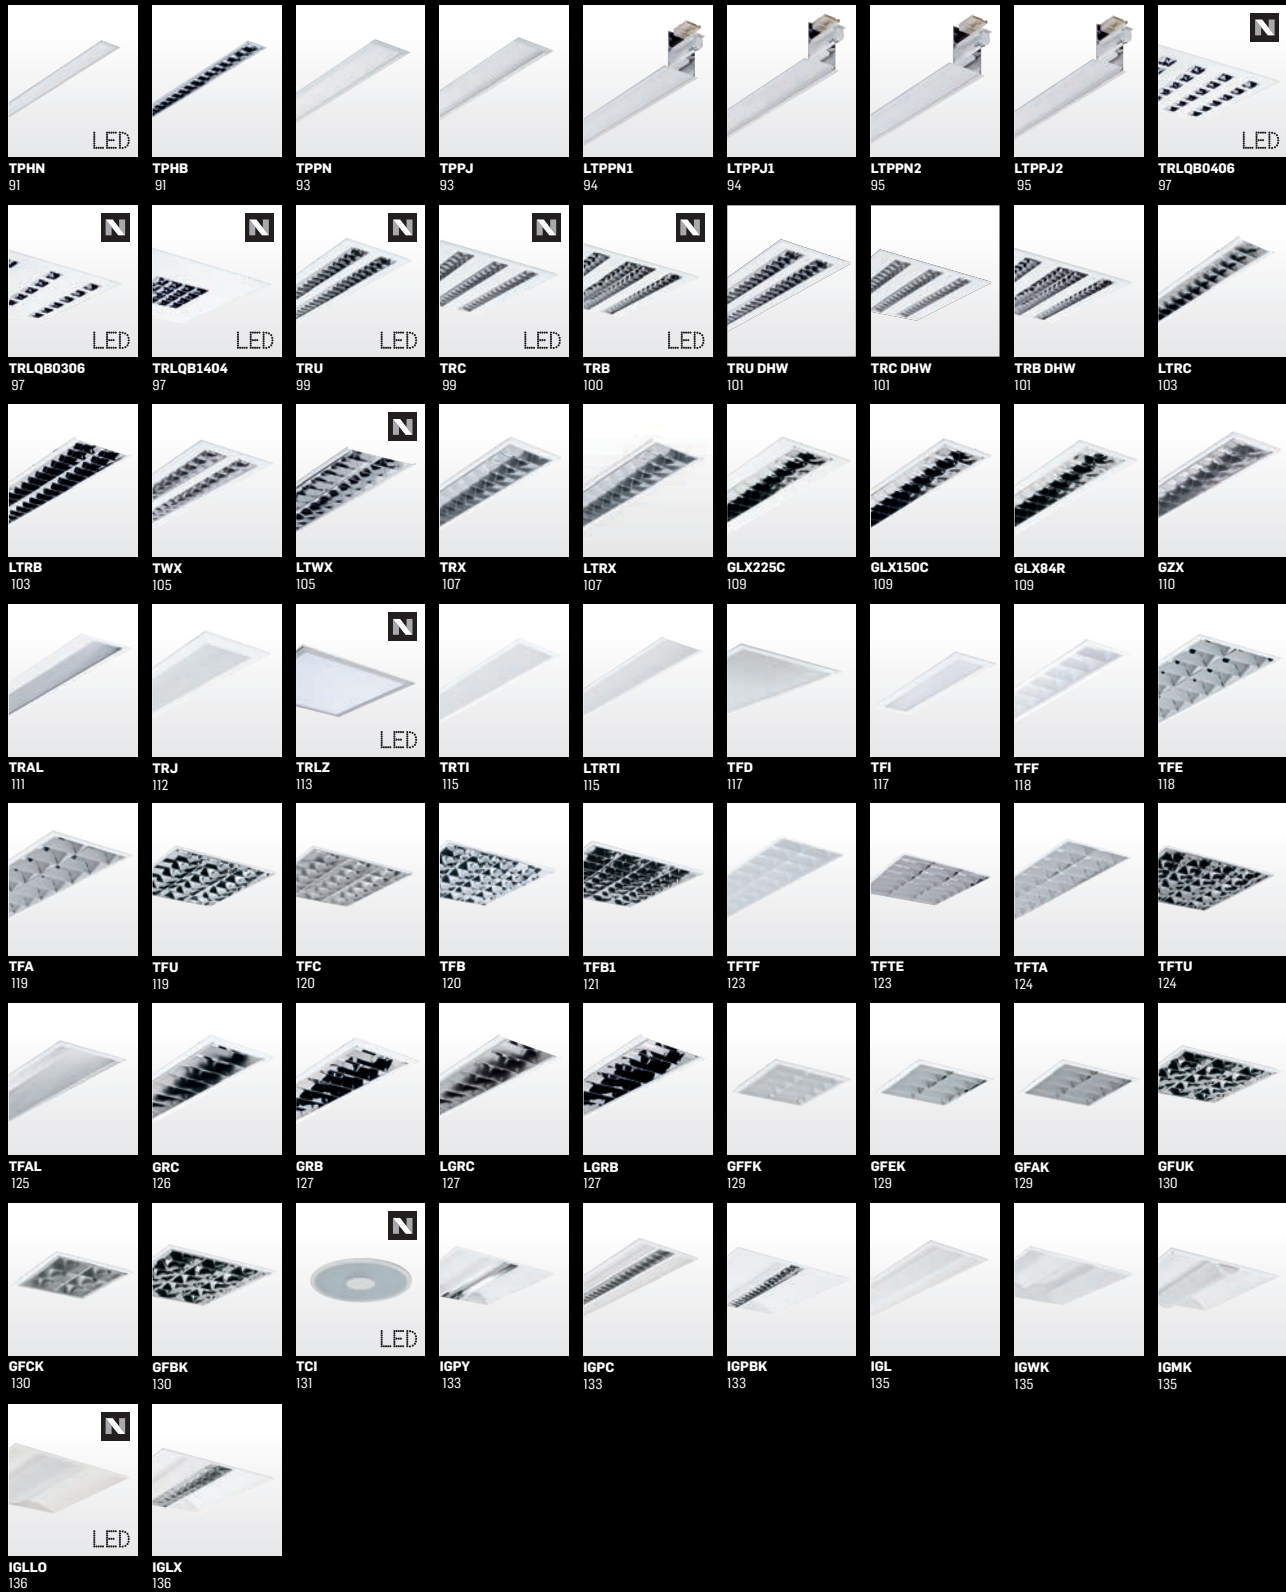 N
LED
LED
TPHN TPHB TPPN TPPJ LTPPN1 LTPPJ1 LTPPN2 LTPPJ2 TRLQB0406
91 91 93 93 94 94 95 95 97
N N N N N
LED LED LED LED LED
TRLQB0306 TRLQB1404 TRU TRC TRB TRU DHW TRC DHW TRB DHW LTRC
97 97 99 99 100 101 101 101 103
N
LTRB TWX LTWX TRX LTRX GLX225C GLX150C GLX84R GZX
103 105 105 107 107 109 109 109 110
N
LED
TRAL TRJ TRLZ TRTI LTRTI TFD TFI TFF TFE
111 112 113 115 115 117 117 118 118
TFA TFU TFC TFB TFB1 TFTF TFTE TFTA TFTU
119 119 120 120 121 123 123 124 124
TFAL GRC GRB LGRC LGRB GFFK GFEK GFAK GFUK
125 126 127 127 127 129 129 129 130
N
LED
GFCK GFBK TCI IGPY IGPC IGPBK IGL IGWK IGMK
130 130 131 133 133 133 135 135 135
N
LED
IGLLO IGLX
136 136